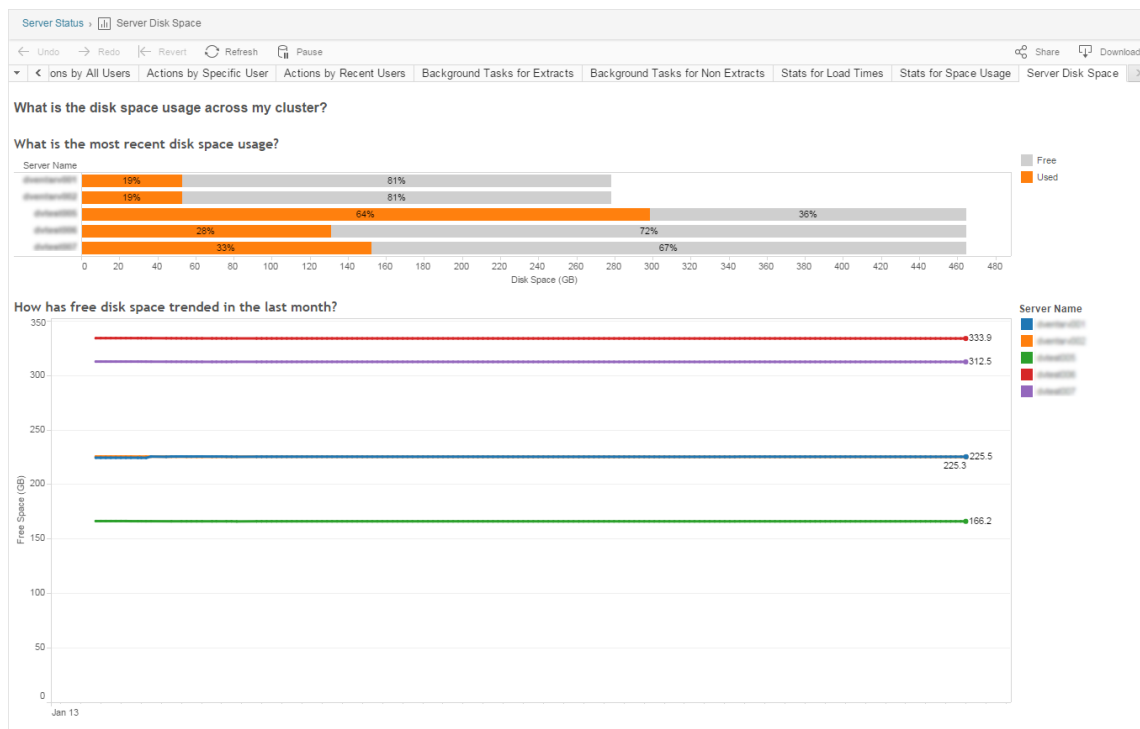 Server Status › Server Disk Space
Undo Redo Revert Refresh Pause Share Download
ons by All Users Actions by Specific User Actions by Recent Users Background Tasks for Extracts Background Tasks for Non Extracts Stats for Load Times Stats for Space Usage Server Disk Space
What is the disk space usage across my cluster?
What is the most recent disk space usage?
Server Name
19% 81%
19% 81%
64% 36%
28% 72%
33% 67%
0 20 40 60 80 100 120 140 160 180 200 220 240 260 280 300 320 340 360 380 400 420 440 460 480
Disk Space (GB)
Free
Used
How has free disk space trended in the last month?
Server Name
350
300
250
200
150
100
50
0
Free Space (GB)
333.9
312.5
225.5
225.3
166.2
Jan 13